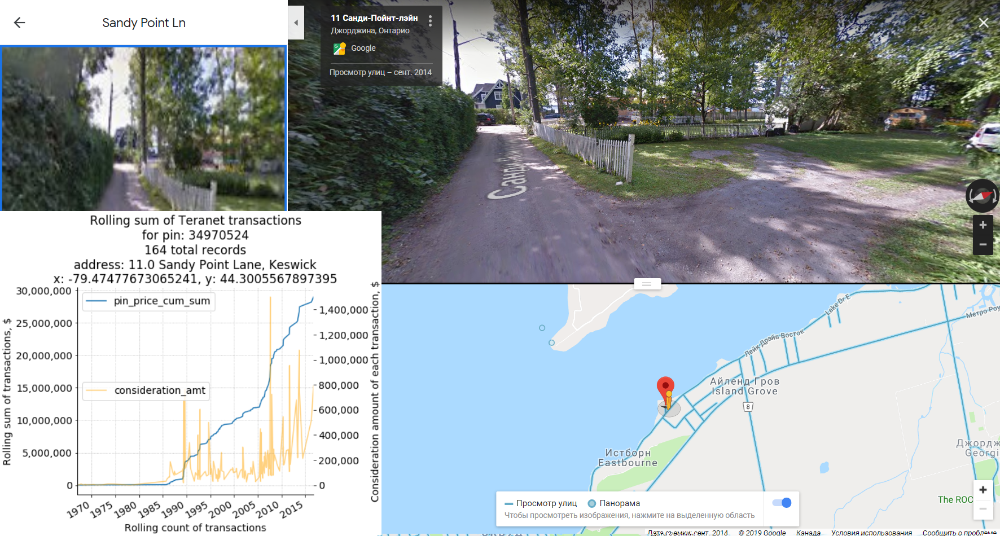 Sandy Point Ln
11 Санди-Пойнт-лэйн
Джорджина, Онтарио
Google
Просмотр улиц – сент. 2014
Rolling sum of Teranet transactions
for pin: 34970524
164 total records
address: 11.0 Sandy Point Lane, Keswick
x: -79.47477673065241, y: 44.3005567897395
Rolling sum of transactions, $
30,000,000
25,000,000
20,000,000
15,000,000
10,000,000
5,000,000
0
pin_price_cum_sum
consideration_amt
1,400,000
1,200,000
1,000,000
800,000
600,000
400,000
200,000
0
Consideration amount of each transaction, $
1970 1975 1980 1985 1990 1995 2000 2005 2010 2015
Rolling count of transactions
Lake Dr E
Метро Роу
Лейк Драйв Восток
Айленд Гров
Island Grove
8
Истборн
Eastbourne
Джордж
Georgi
The ROC
Просмотр улиц
Панорама
Чтобы просмотреть изображения, нажмите на выделенную область
Дата съемки: сент. 2014 © 2019 Google Канада Условия использования Сообщить о проблеме